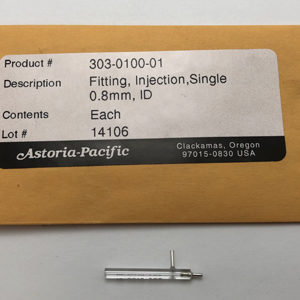 Product # 303-0100-01
Description Fitting, Injection,Single
0.8mm, ID
Contents Each
Lot # 14106
Astoria-Pacific
Clackamas, Oregon
97015-0830 USA